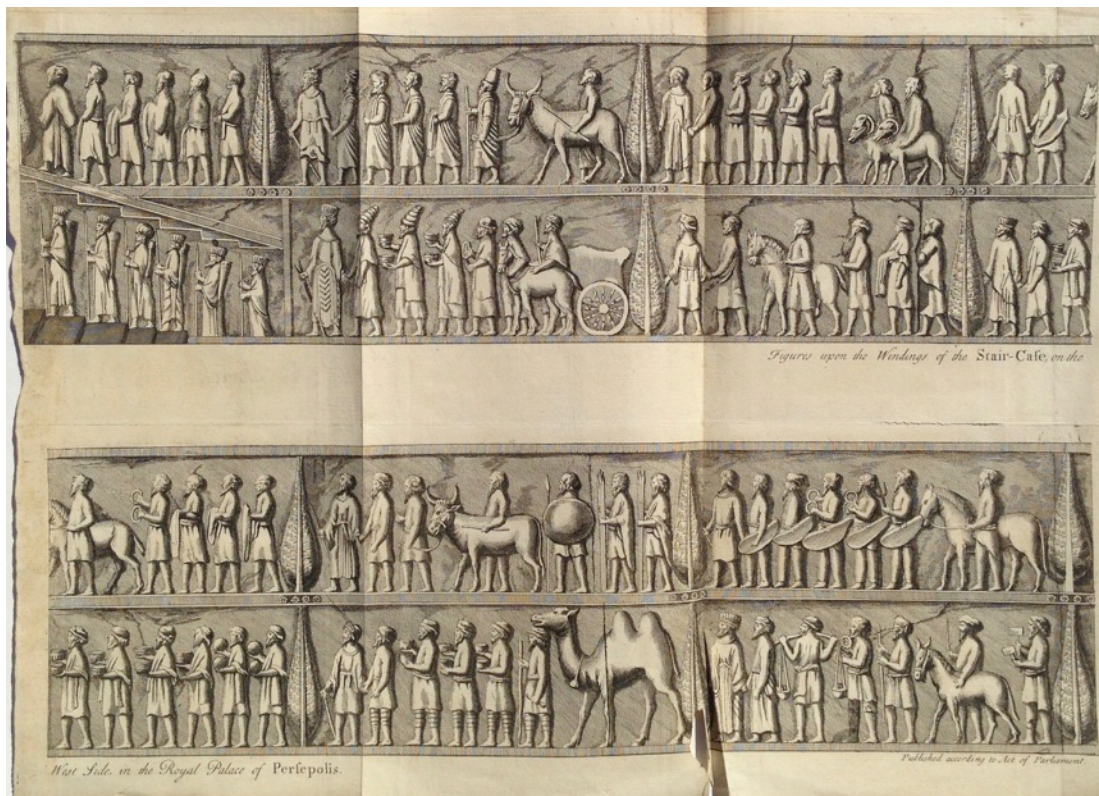 Figures upon the Windings of the Stair-Caſe, on the
West Side, in the Royal Palace of Perſepolis.
Published according to Act of Parliament.